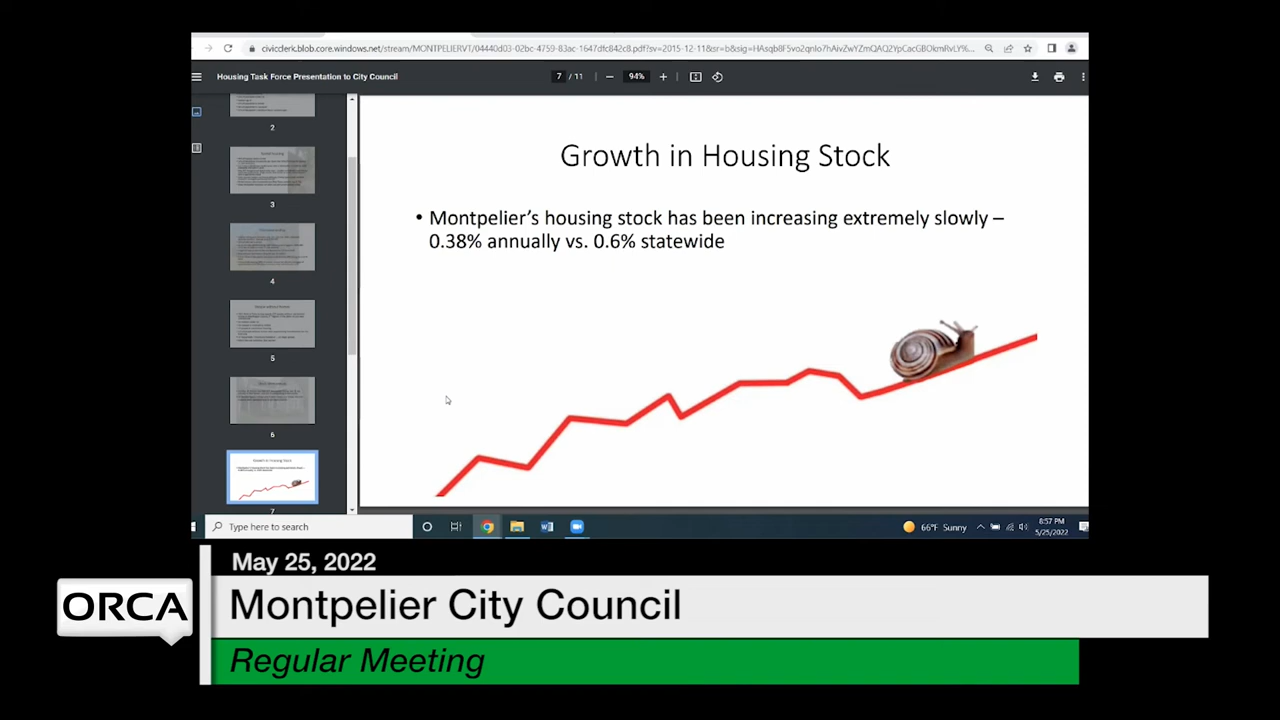 civicclerk.blob.core.windows.net/stream/MONTPELIERVT/04440d03-02bc-4759-83ac-1647dfc842c8.pdf?sv=2015-12-11&sr=b&sig=
Housing Task Force Presentation to City Council
7 / 11
94%
2
3
4
5
6
7
Growth in Housing Stock
• Montpelier's housing stock has been increasing extremely slowly –
0.38% annually vs. 0.6% statewide
Type here to search
66°F Sunny
8:57 PM
5/25/2022
May 25, 2022
ORCA
Montpelier City Council
Regular Meeting